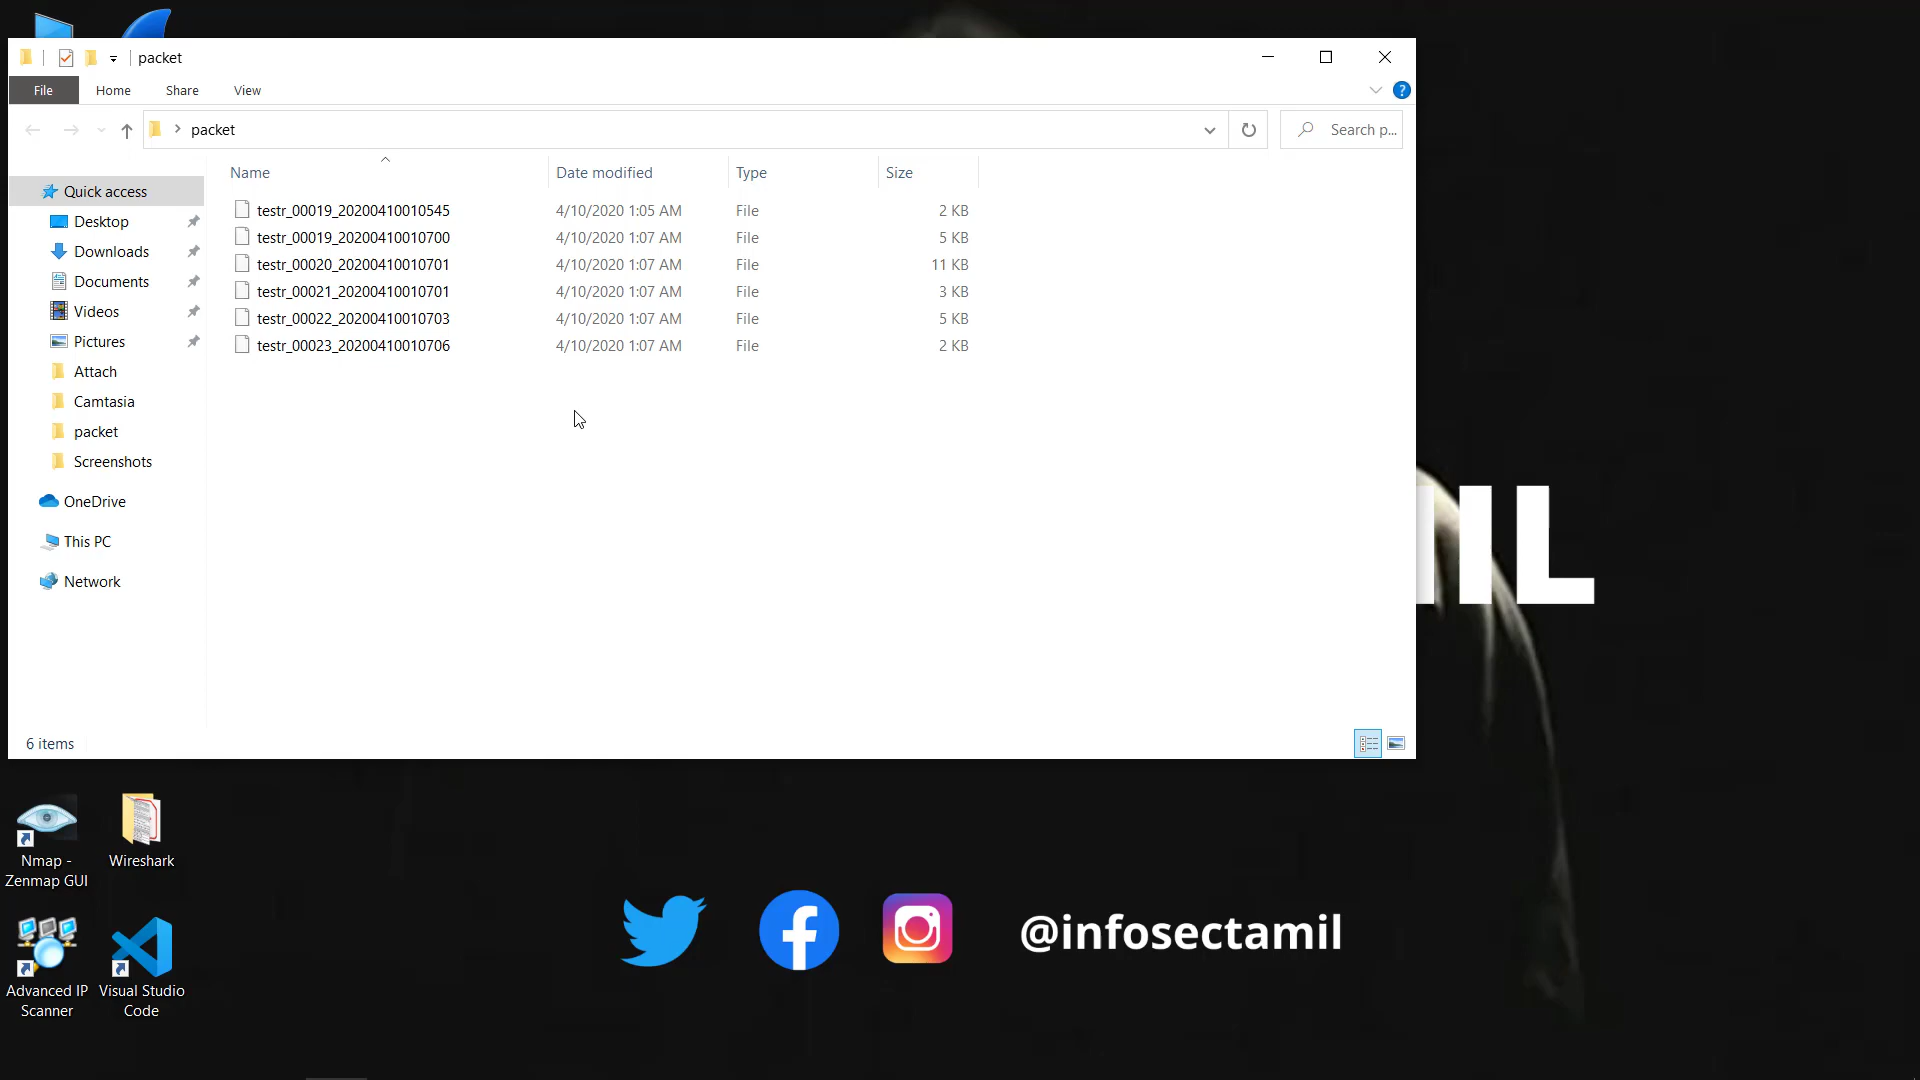 packet
File Home Share View
packet
Search p...
Name Date modified Type Size
Quick access
Desktop
Downloads
Documents
Videos
Pictures
Attach
Camtasia
packet
Screenshots
OneDrive
This PC
Network
testr_00019_20200410010545 4/10/2020 1:05 AM File 2 KB
testr_00019_20200410010700 4/10/2020 1:07 AM File 5 KB
testr_00020_20200410010701 4/10/2020 1:07 AM File 11 KB
testr_00021_20200410010701 4/10/2020 1:07 AM File 3 KB
testr_00022_20200410010703 4/10/2020 1:07 AM File 5 KB
testr_00023_20200410010706 4/10/2020 1:07 AM File 2 KB
6 items
IL
Nmap -
Zenmap GUI
Wireshark
Advanced IP
Scanner
Visual Studio
Code
@infosectamil